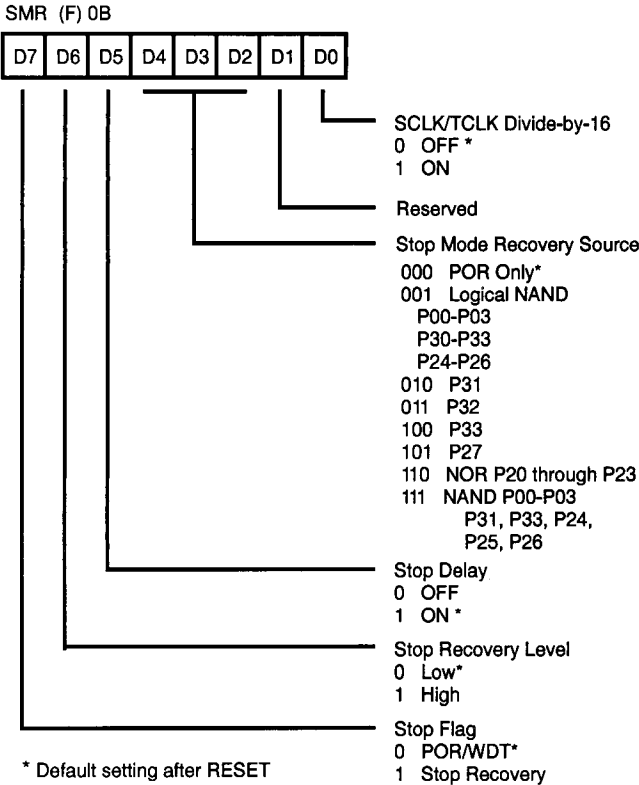 SMR (F) 0B
D7 D6 D5 D4 D3 D2 D1 D0
SCLK/TCLK Divide-by-16
0 OFF *
1 ON
Reserved
Stop Mode Recovery Source
000 POR Only*
001 Logical NAND
P00-P03
P30-P33
P24-P26
010 P31
011 P32
100 P33
101 P27
110 NOR P20 through P23
111 NAND P00-P03
P31, P33, P24,
P25, P26
Stop Delay
0 OFF
1 ON *
Stop Recovery Level
0 Low*
1 High
Stop Flag
0 POR/WDT*
1 Stop Recovery
* Default setting after RESET